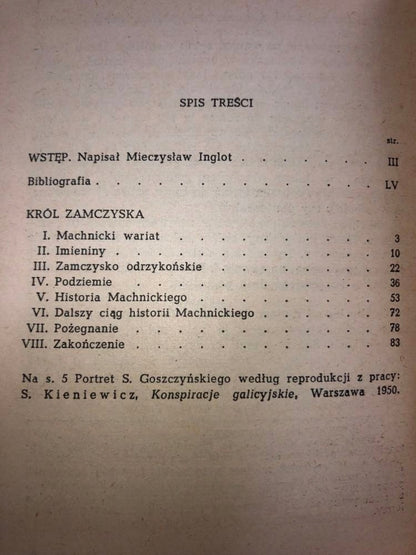 SPIS TREŚCI
str.
WSTĘP. Napisał Mieczysław Inglot . . . . . . . III
Bibliografia . . . . . . . . . . . . . LV
KRÓL ZAMCZYSKA
I. Machnicki wariat . . . . . . . . . 3
II. Imieniny . . . . . . . . . . . . 10
III. Zamczysko odrzykońskie . . . . . . . 22
IV. Podziemie . . . . . . . . . . . 36
V. Historia Machnickiego . . . . . . . . 53
VI. Dalszy ciąg historii Machnickiego . . . . 72
VII. Pożegnanie . . . . . . . . . . . 78
VIII. Zakończenie . . . . . . . . . . 83
Na s. 5 Portret S. Goszczyńskiego według reprodukcji z pracy:
S. Kieniewicz, Konspiracje galicyjskie, Warszawa 1950.